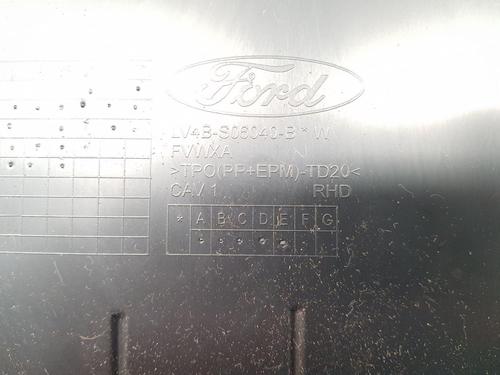 Ford
LV4B-S06040-B*W
FVWXA
>TPO(PP+EPM)-TD20<
CAV 1 RHD
* A B C D E F G